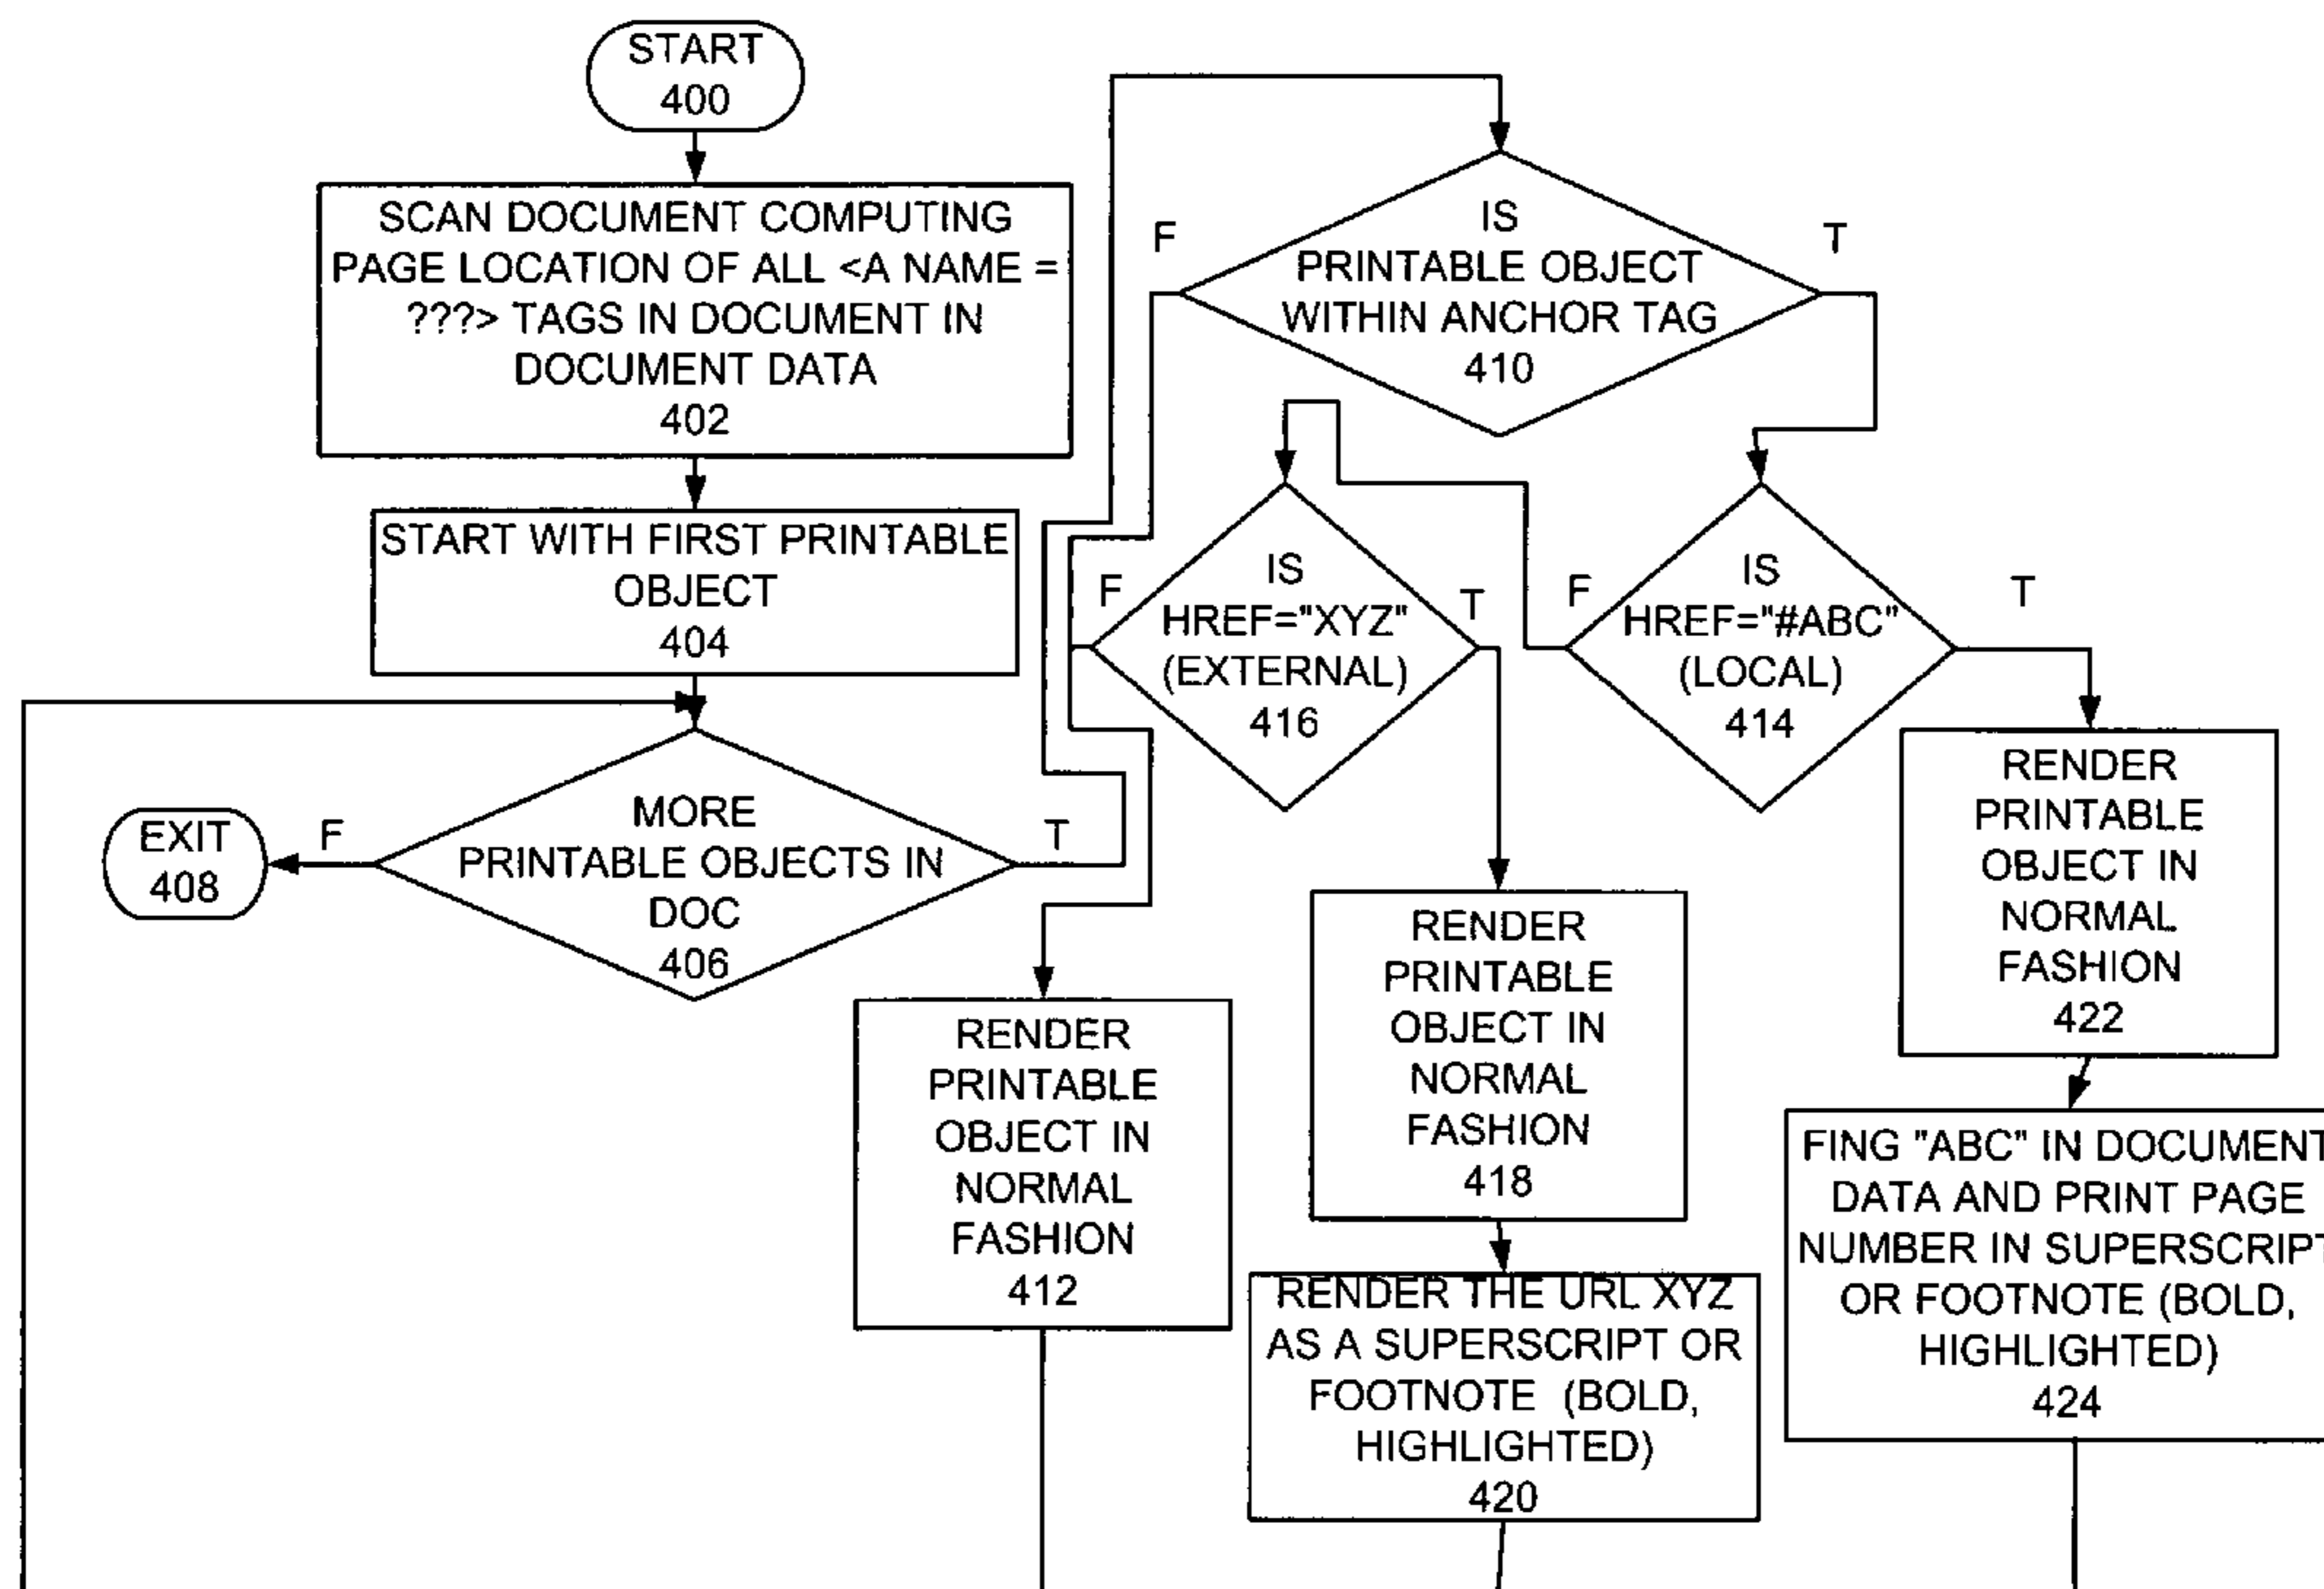 START
400
SCAN DOCUMENT COMPUTING
PAGE LOCATION OF ALL <A NAME =
???> TAGS IN DOCUMENT IN
DOCUMENT DATA
402
START WITH FIRST PRINTABLE
OBJECT
404
MORE
PRINTABLE OBJECTS IN
DOC
406
F
T
EXIT
408
IS
PRINTABLE OBJECT
WITHIN ANCHOR TAG
410
F
T
IS
HREF="#ABC"
(LOCAL)
414
F
T
IS
HREF="XYZ"
(EXTERNAL)
416
F
T
RENDER
PRINTABLE
OBJECT IN
NORMAL
FASHION
412
RENDER
PRINTABLE
OBJECT IN
NORMAL
FASHION
418
RENDER THE URL XYZ
AS A SUPERSCRIPT OR
FOOTNOTE (BOLD,
HIGHLIGHTED)
420
RENDER
PRINTABLE
OBJECT IN
NORMAL
FASHION
422
FING "ABC" IN DOCUMENT
DATA AND PRINT PAGE
NUMBER IN SUPERSCRIPT
OR FOOTNOTE (BOLD,
HIGHLIGHTED)
424